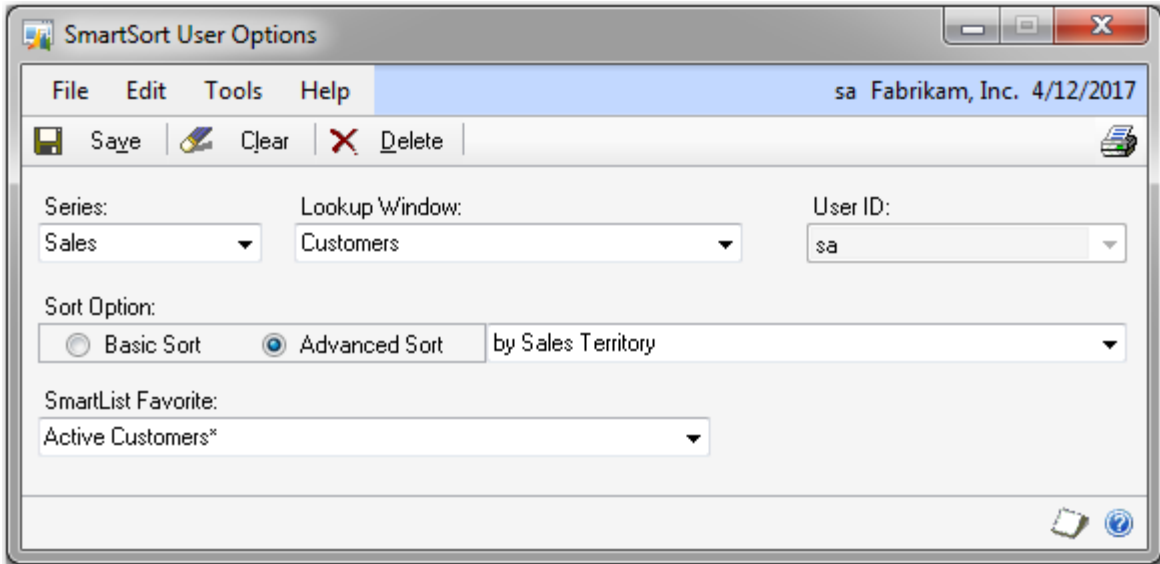 SmartSort User Options
File Edit Tools Help sa Fabrikam, Inc. 4/12/2017
Save Clear Delete
Series: Lookup Window: User ID:
Sales Customers sa
Sort Option:
Basic Sort Advanced Sort by Sales Territory
SmartList Favorite:
Active Customers*